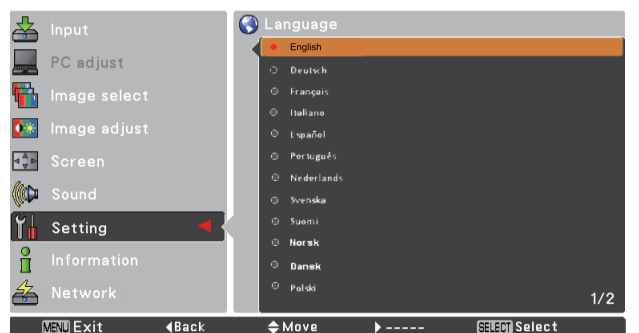 Input
PC adjust
Image select
Image adjust
Screen
Sound
Setting
Information
Network
Language
English
Deutsch
Français
Italiano
Español
Português
Nederlands
Svenska
Suomi
Norsk
Dansk
Polski
1/2
MENU Exit ◀Back Move ▶----- SELECT Select